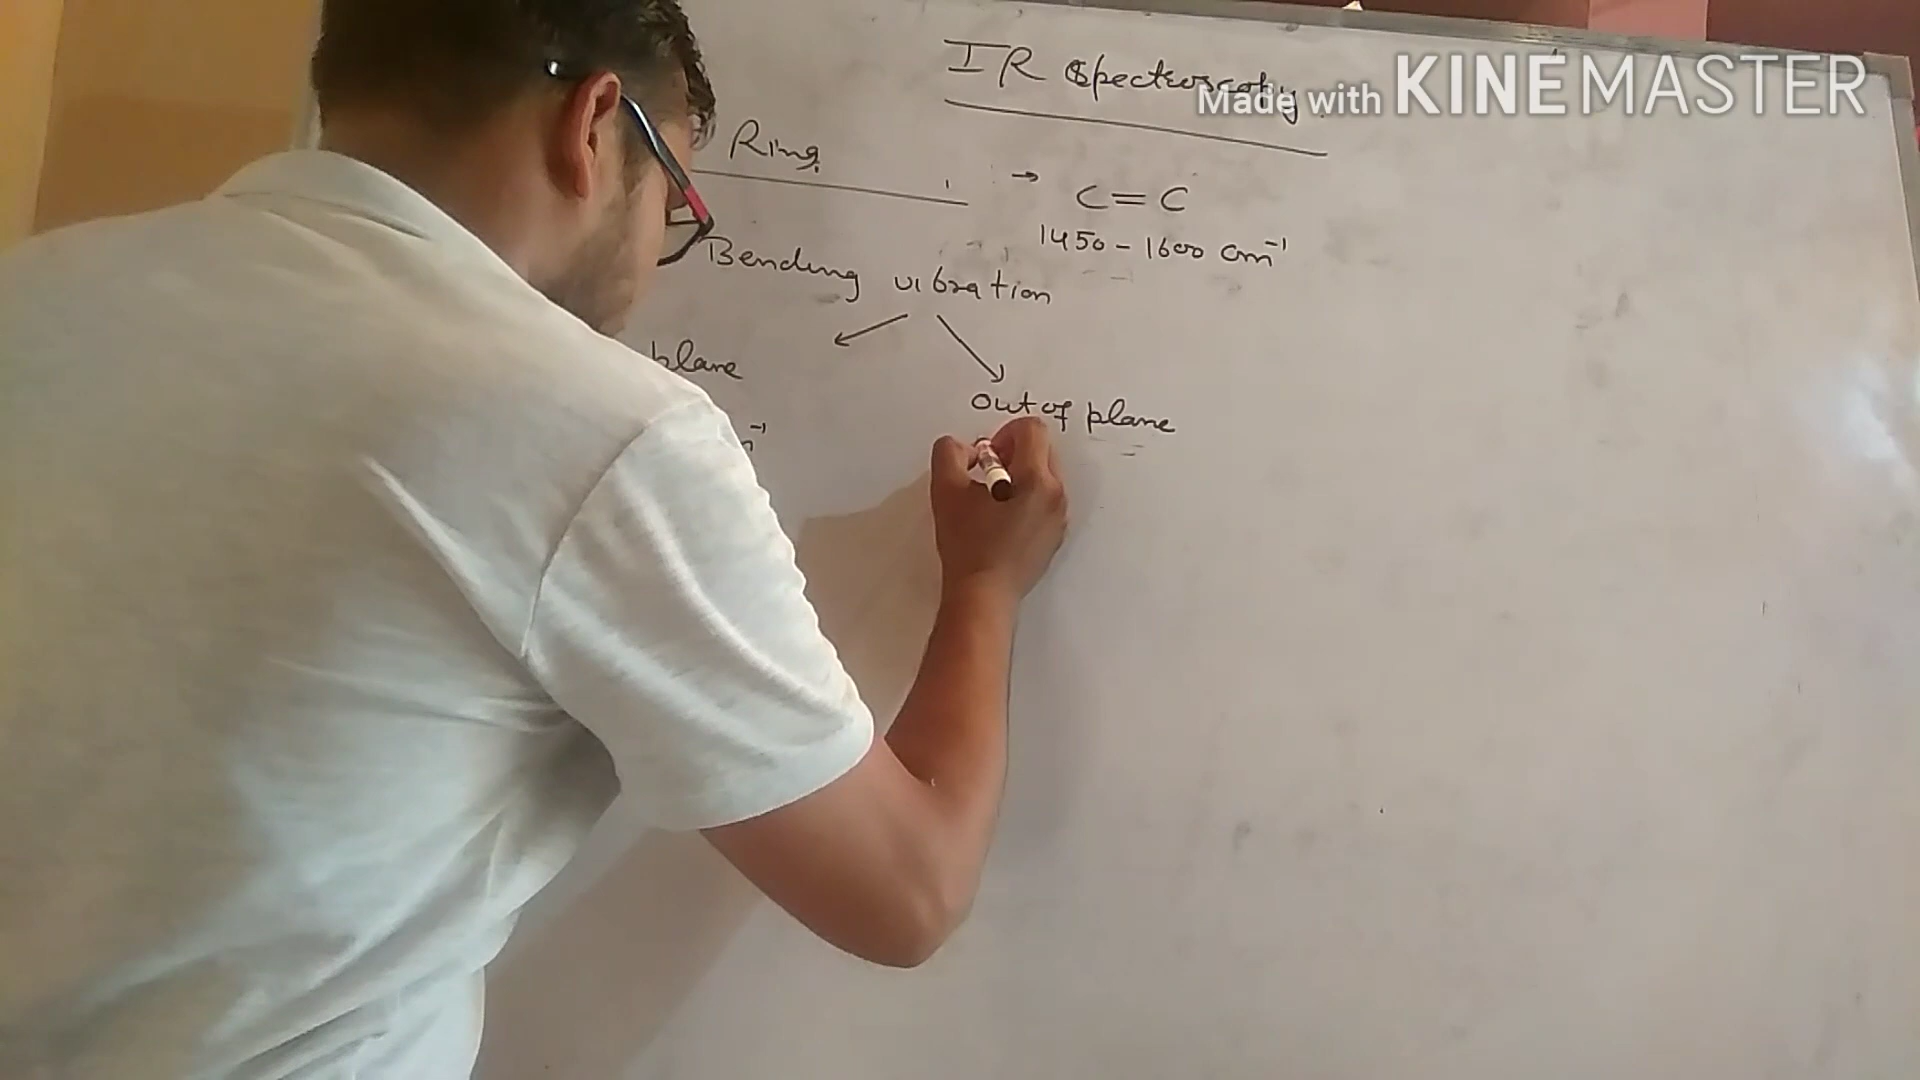 IR Spectroscopy
Made with KINEMASTER
Ring
→ C=C
1450-1600 cm⁻¹
Bending vibration
plane
out of plane